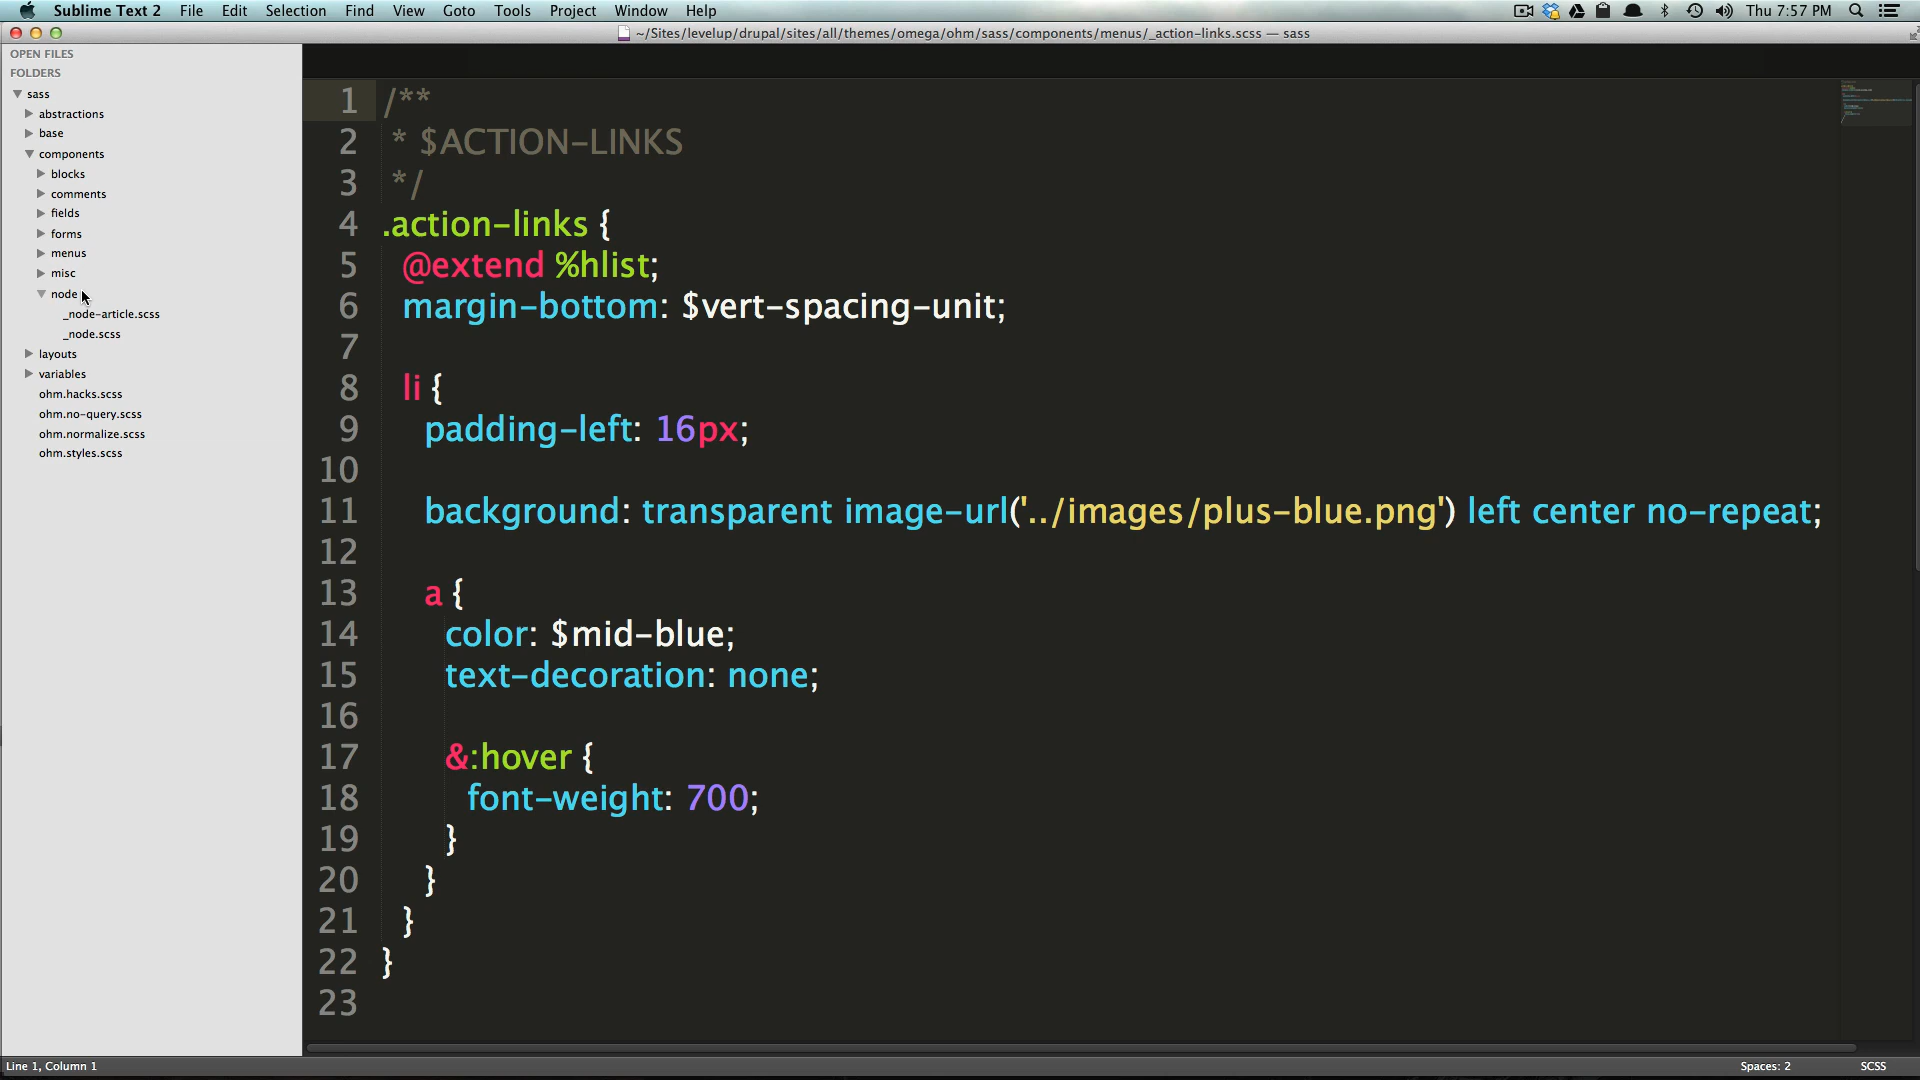 Sublime Text 2 File Edit Selection Find View Goto Tools Project Window Help Thu 7:57 PM
~/Sites/levelup/drupal/sites/all/themes/omega/ohm/sass/components/menus/_action-links.scss — sass
OPEN FILES
FOLDERS
sass
abstractions
base
components
blocks
comments
fields
forms
menus
misc
node
_node-article.scss
_node.scss
layouts
variables
ohm.hacks.scss
ohm.no-query.scss
ohm.normalize.scss
ohm.styles.scss
1 /**
2 * $ACTION-LINKS
3 */
4 .action-links {
5 @extend %hlist;
6 margin-bottom: $vert-spacing-unit;
7
8 li {
9 padding-left: 16px;
10
11 background: transparent image-url('../images/plus-blue.png') left center no-repeat;
12
13 a {
14 color: $mid-blue;
15 text-decoration: none;
16
17 &:hover {
18 font-weight: 700;
19 }
20 }
21 }
22 }
23
Line 1, Column 1 Spaces: 2 SCSS